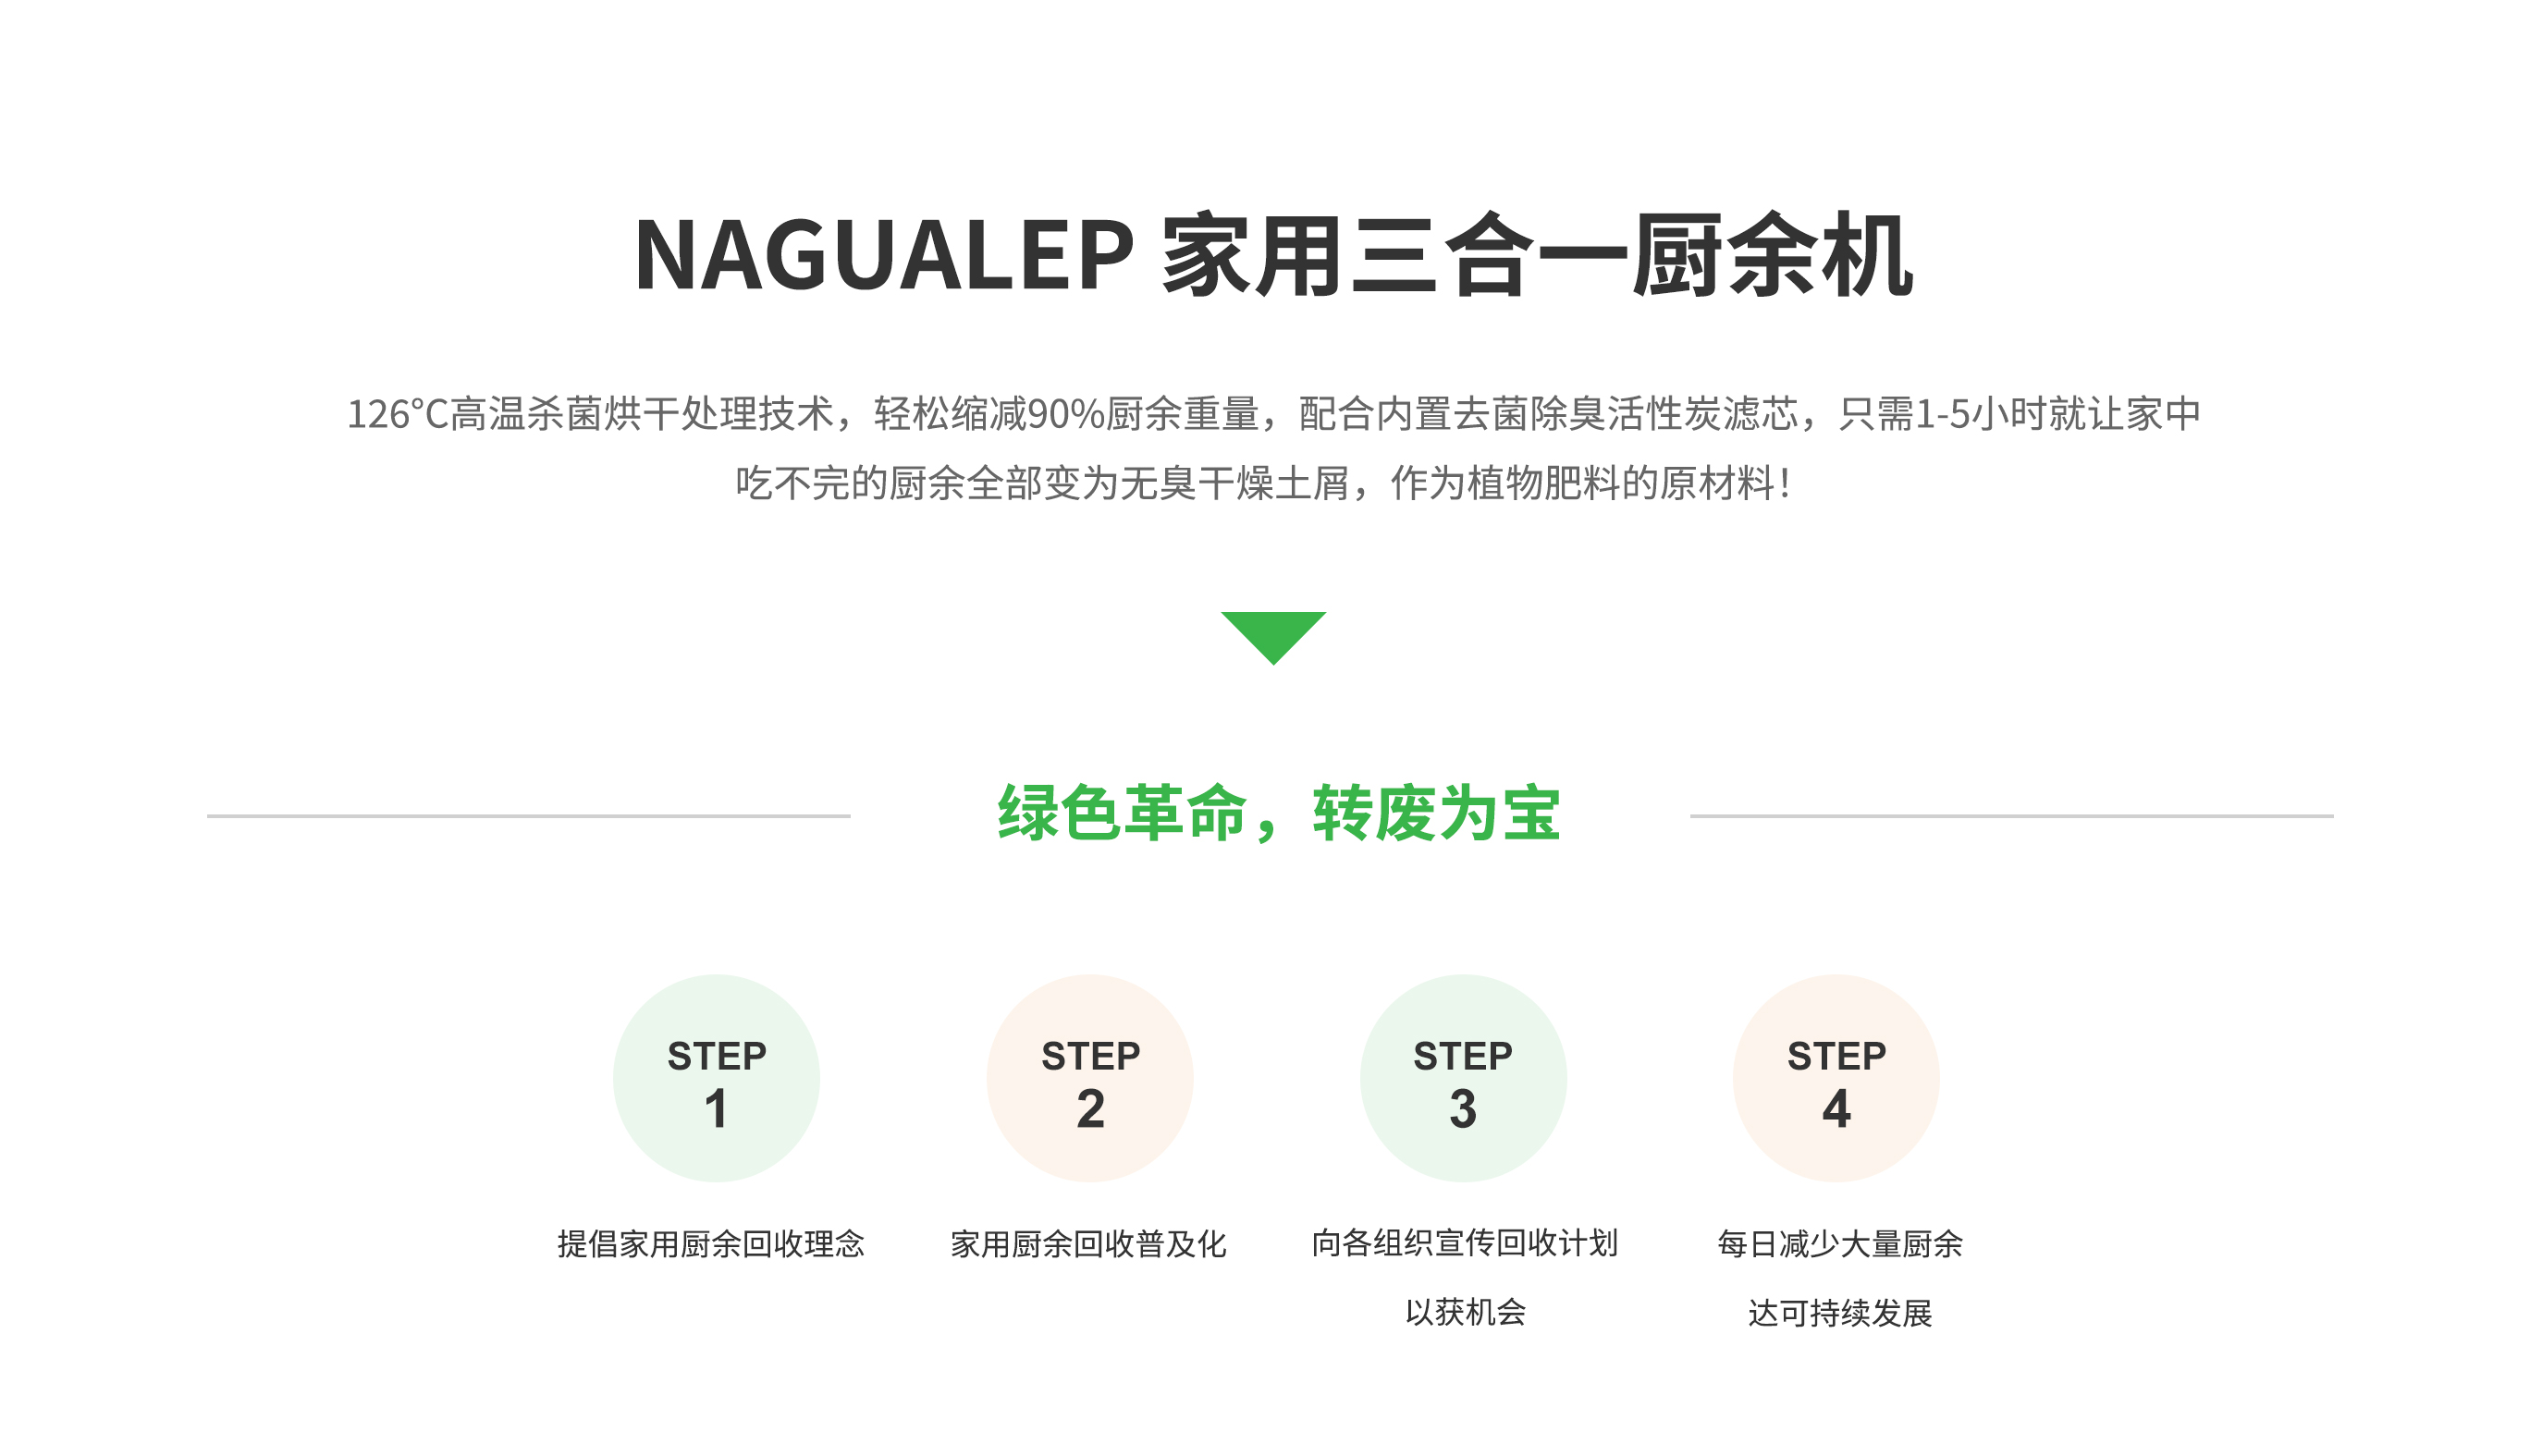 NAGUALEP 家用三合一厨余机
126°C高温杀菌烘干处理技术，轻松缩减90%厨余重量，配合内置去菌除臭活性炭滤芯，只需1-5小时就让家中
吃不完的厨余全部变为无臭干燥土屑，作为植物肥料的原材料！
绿色革命，转废为宝
STEP
1
提倡家用厨余回收理念
STEP
2
家用厨余回收普及化
STEP
3
向各组织宣传回收计划
以获机会
STEP
4
每日减少大量厨余
达可持续发展